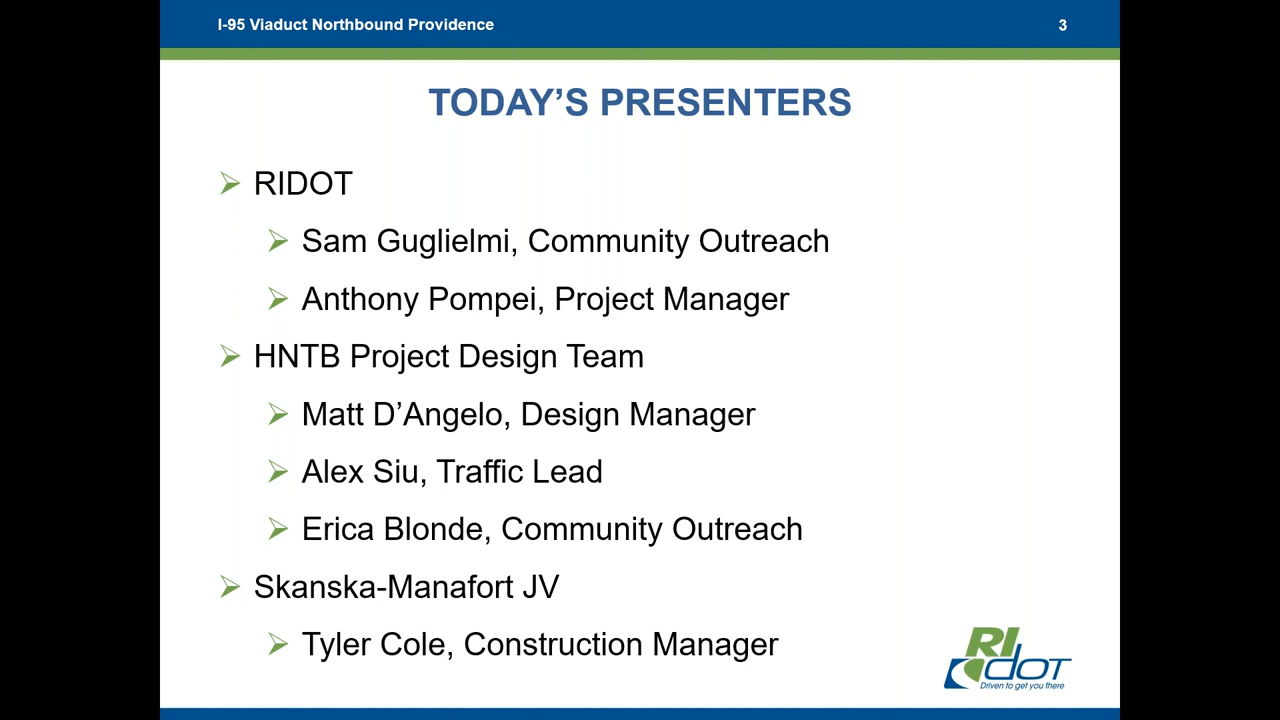 I-95 Viaduct Northbound Providence 3
TODAY’S PRESENTERS
RIDOT
Sam Guglielmi, Community Outreach
Anthony Pompei, Project Manager
HNTB Project Design Team
Matt D’Angelo, Design Manager
Alex Siu, Traffic Lead
Erica Blonde, Community Outreach
Skanska-Manafort JV
Tyler Cole, Construction Manager
RI
dOT
Driven to get you there